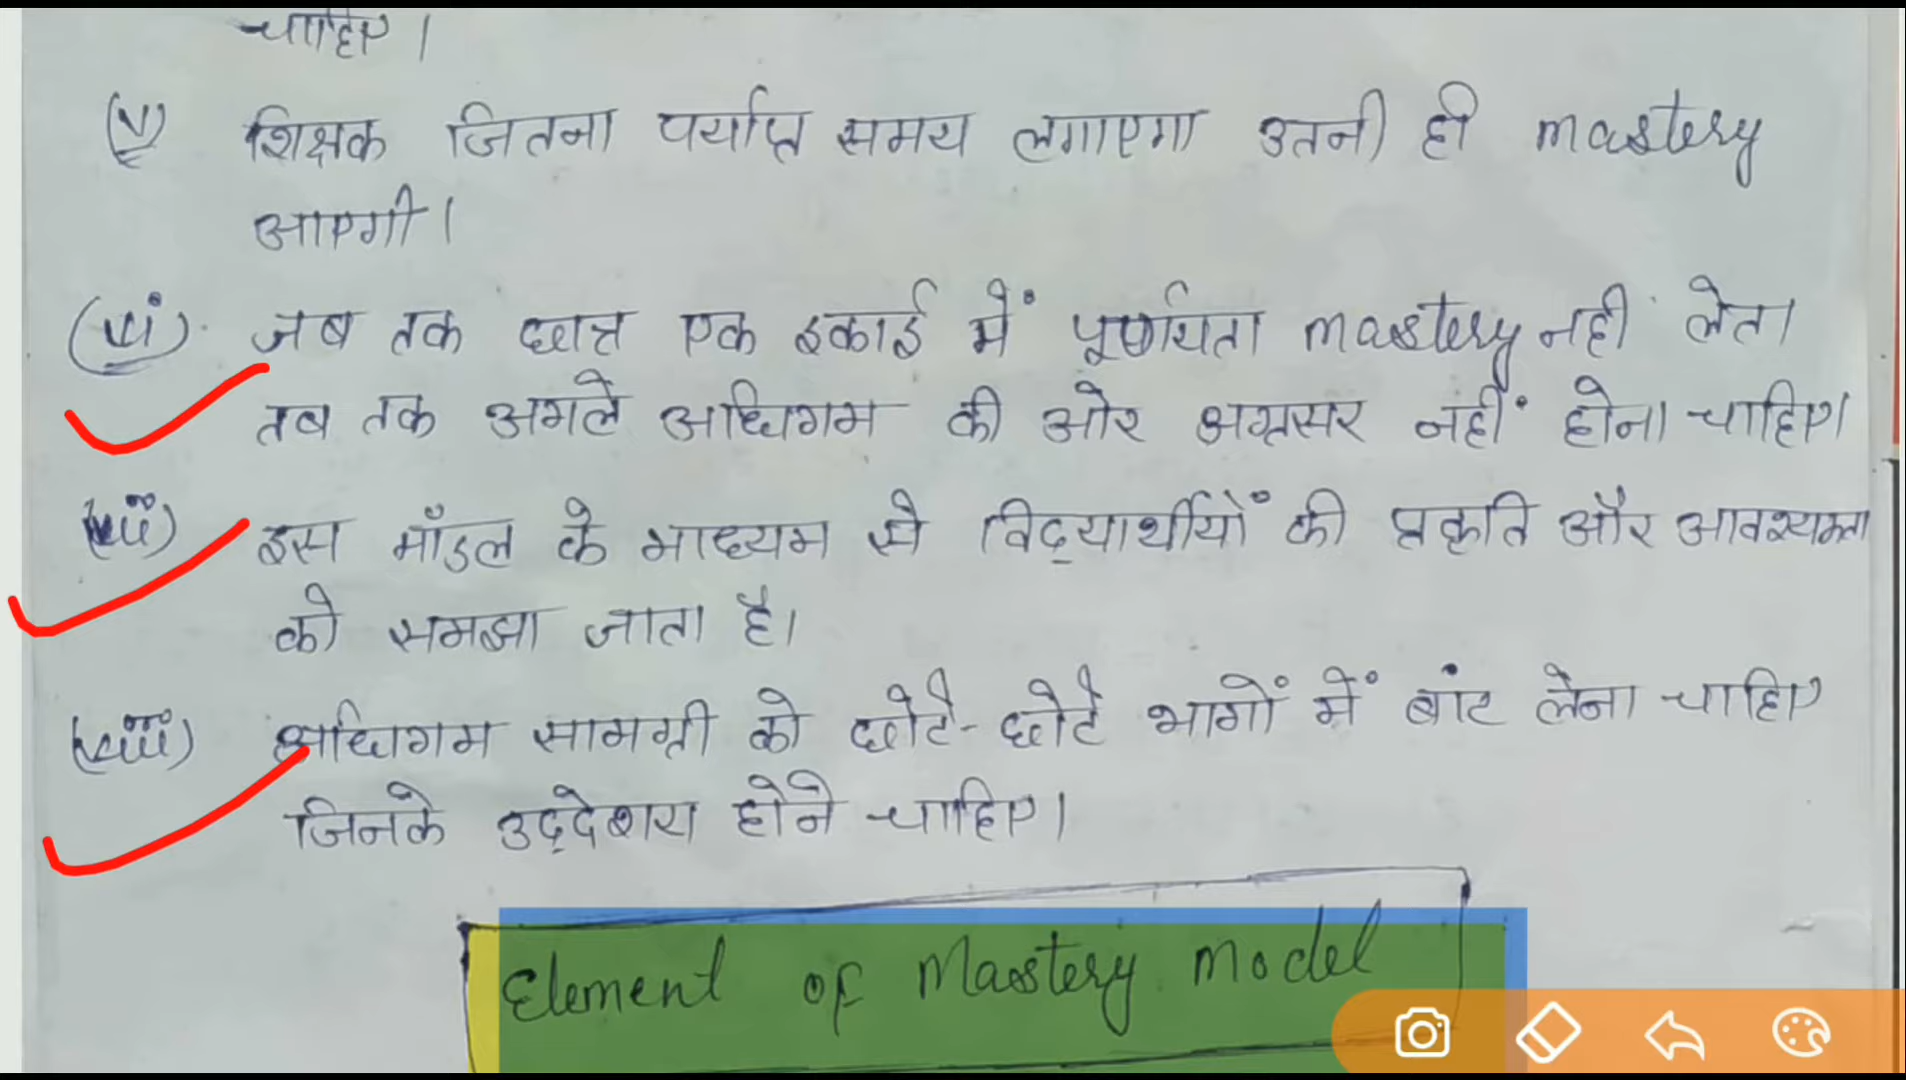 चाहिए।
(v) शिक्षक जितना पर्याप्त समय लगाएगा उतनी ही mastery
आएगी।
(vi) जब तक छात्र एक इकाई में पूर्णयता mastery नही लेता
तब तक अगले अधिगम की ओर अग्रसर नहीं होना चाहिए।
(vii) इस मॉडल के माध्यम से विद्यार्थीयों की प्रकृति और आवश्यक्ता
को समझा जाता है।
(viii) अधिगम सामग्री को छोटे-छोटे भागों में बांट लेना चाहिए
जिनके उद्देश्य होने चाहिए।
Element of Mastery model